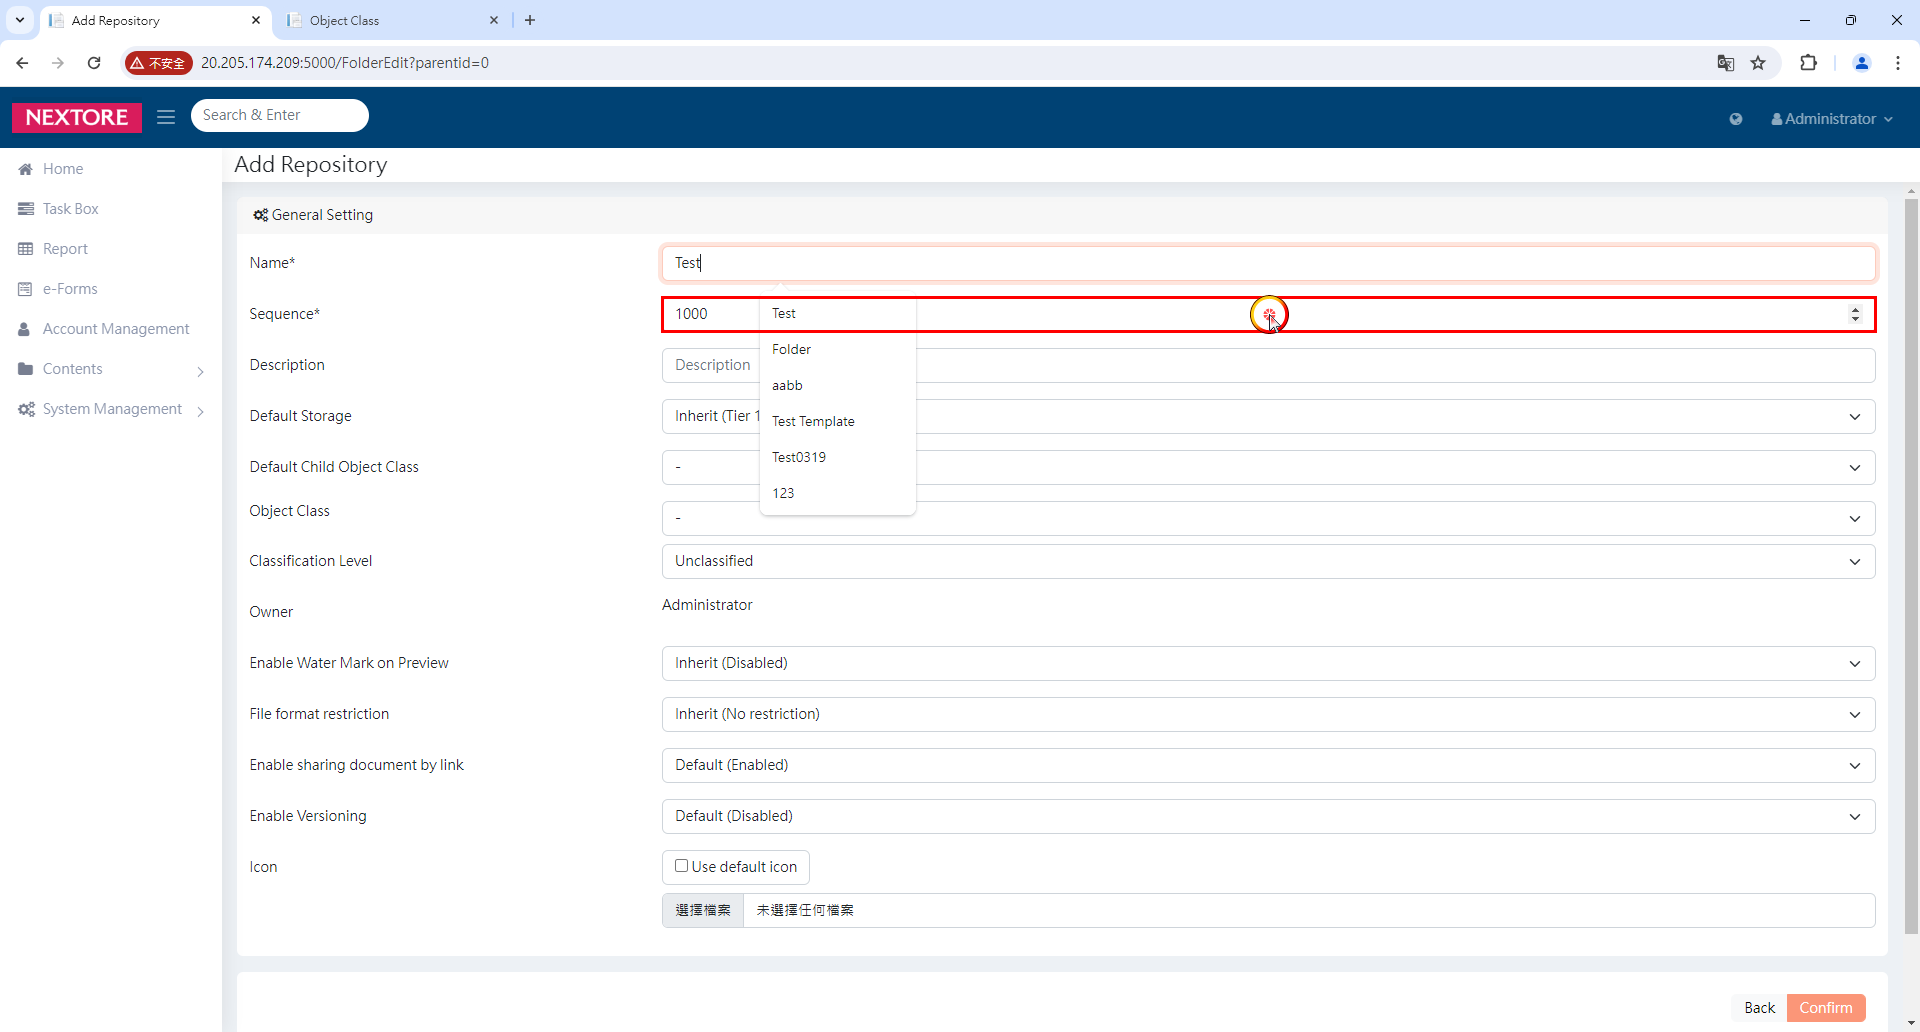 Add Repository
Object Class
不安全
20.205.174.209:5000/FolderEdit?parentid=0
NEXTORE
Search & Enter
Administrator
Home
Task Box
Report
e-Forms
Account Management
Contents
System Management
Add Repository
General Setting
Name*
Test
Sequence*
1000
Test
Folder
aabb
Test Template
Test0319
123
Description
Description
Default Storage
Inherit (Tier 1
Default Child Object Class
-
Object Class
-
Classification Level
Unclassified
Owner
Administrator
Enable Water Mark on Preview
Inherit (Disabled)
File format restriction
Inherit (No restriction)
Enable sharing document by link
Default (Enabled)
Enable Versioning
Default (Disabled)
Icon
Use default icon
選擇檔案
未選擇任何檔案
Back
Confirm